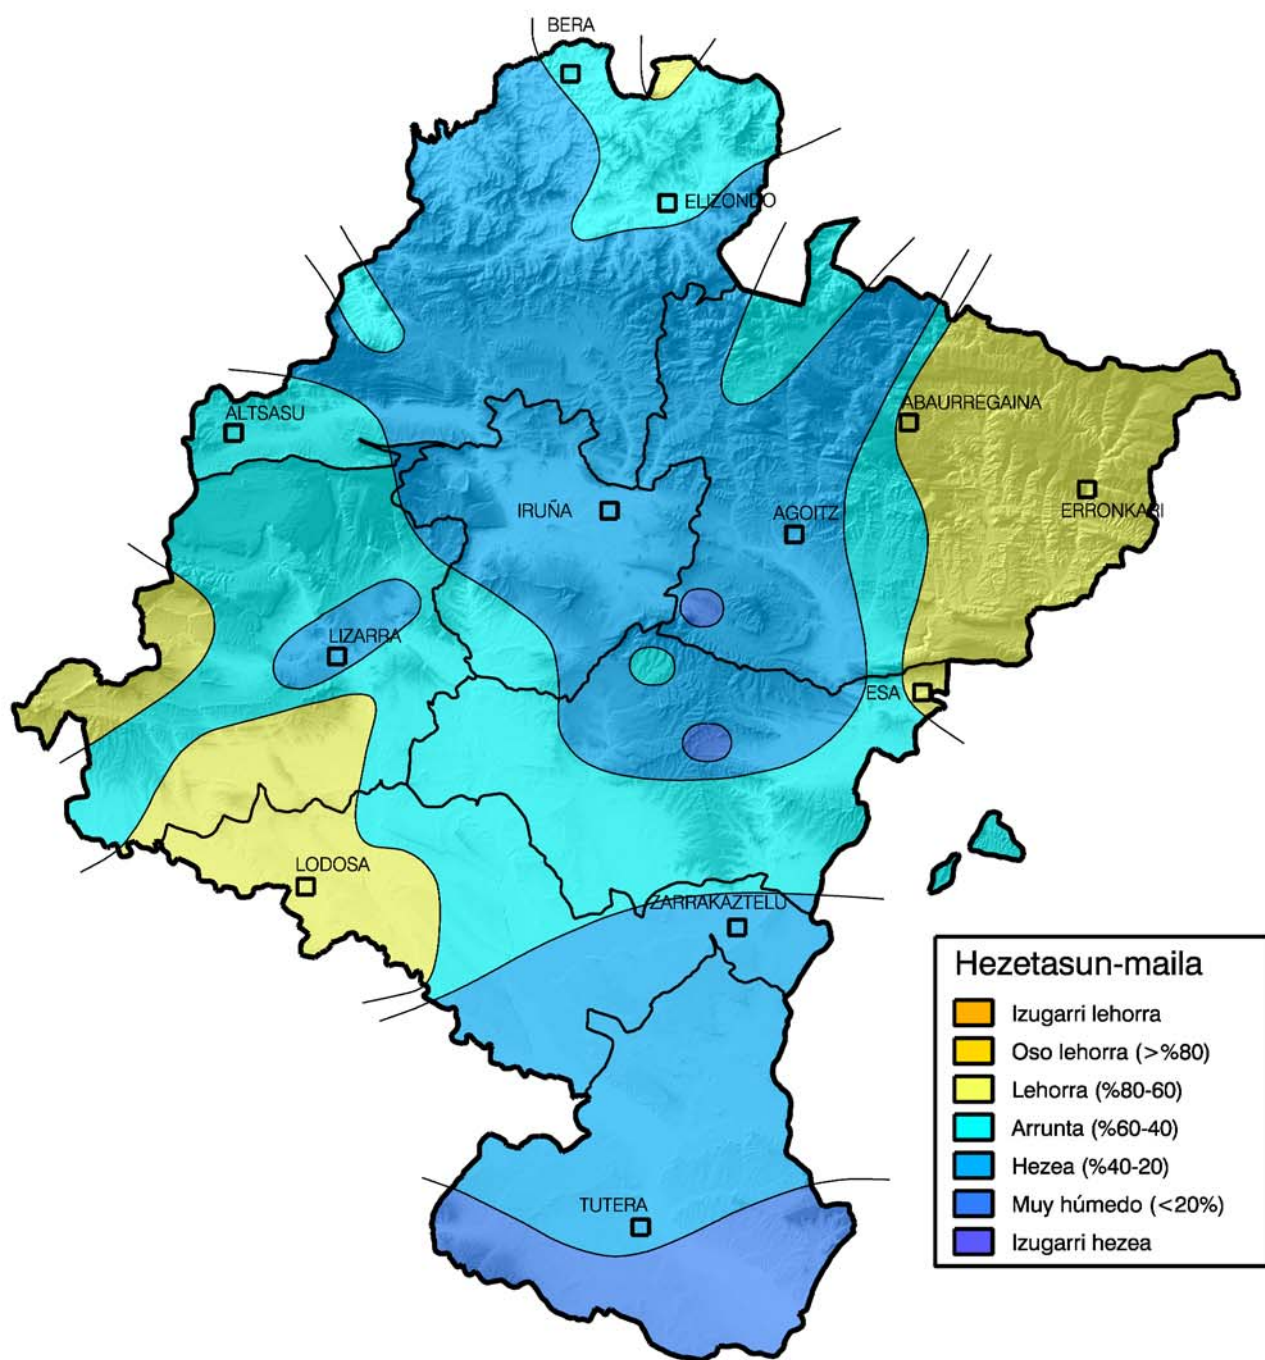 BERA
ELIZONDO
ALTSASU
ABAURREGAINA
IRUÑA
AGOITZ
ERRONKARI
LIZARRA
ESA
LODOSA
ZARRAKAZTELU
TUTERA
Hezetasun-maila
Izugarri lehorra
Oso lehorra (>%80)
Lehorra (%80-60)
Arrunta (%60-40)
Hezea (%40-20)
Muy húmedo (<20%)
Izugarri hezea